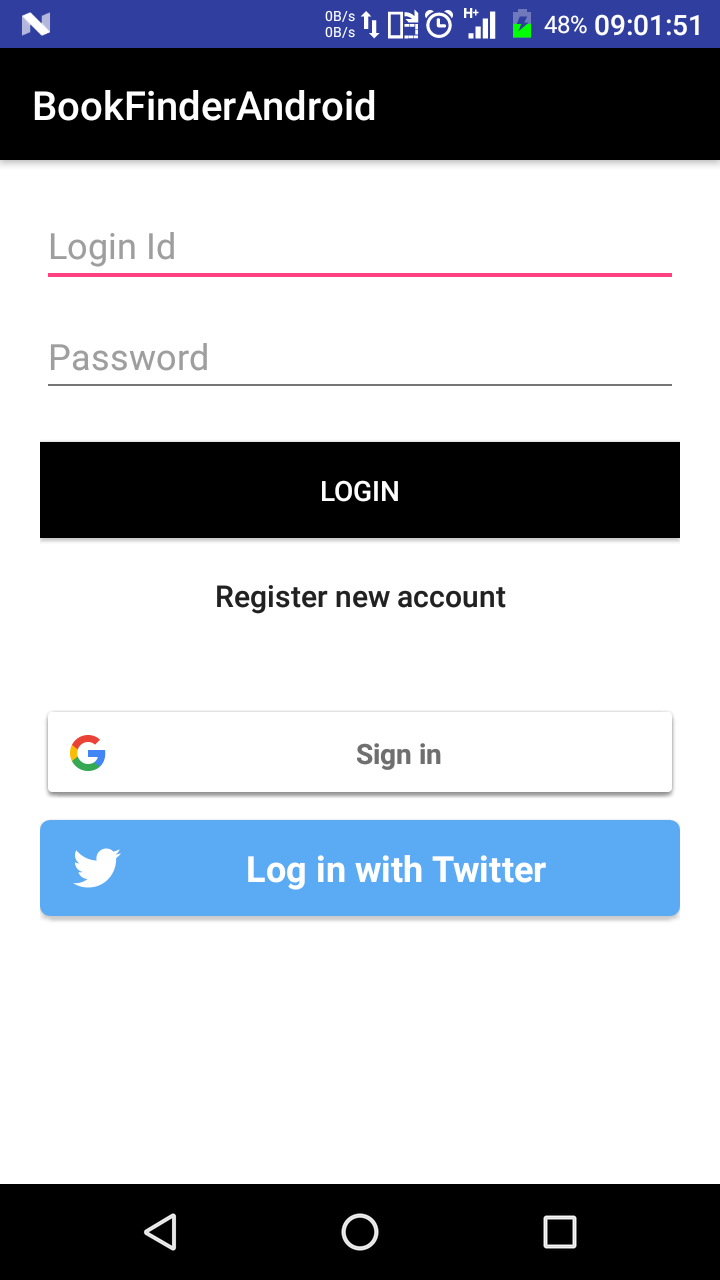 0B/s
0B/s
H+
48% 09:01:51
BookFinderAndroid
Login Id
Password
LOGIN
Register new account
Sign in
Log in with Twitter